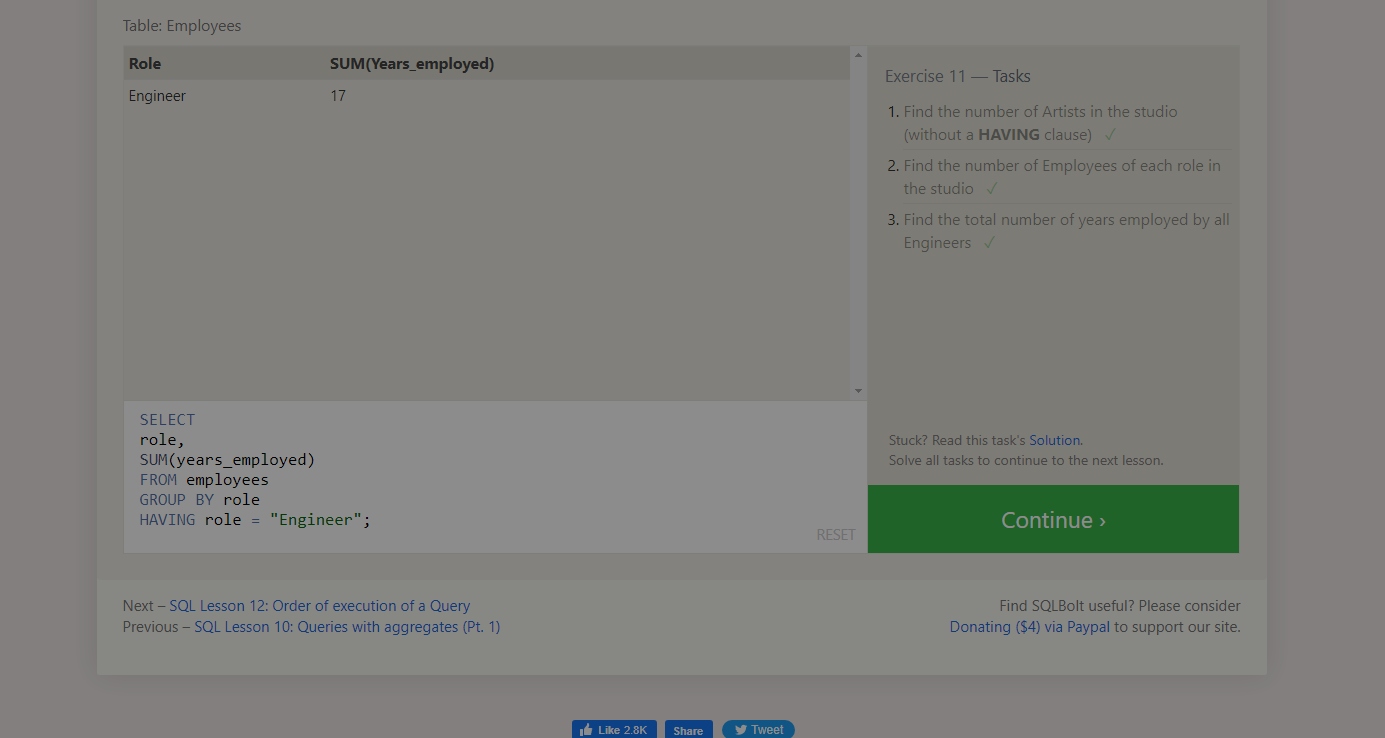 Table: Employees
Role SUM(Years_employed)
Engineer 17
Exercise 11 — Tasks
1. Find the number of Artists in the studio
(without a HAVING clause) ✓
2. Find the number of Employees of each role in
the studio ✓
3. Find the total number of years employed by all
Engineers ✓
Stuck? Read this task's Solution.
Solve all tasks to continue to the next lesson.
Continue ›
SELECT
role,
SUM(years_employed)
FROM employees
GROUP BY role
HAVING role = "Engineer";
RESET
Next – SQL Lesson 12: Order of execution of a Query
Previous – SQL Lesson 10: Queries with aggregates (Pt. 1)
Find SQLBolt useful? Please consider
Donating ($4) via Paypal to support our site.
Like 2.8K Share Tweet